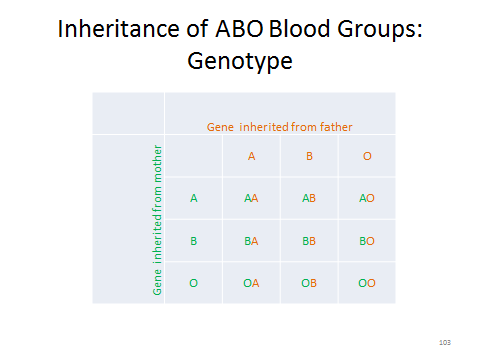 Inheritance of ABO Blood Groups:
Genotype
Gene inherited from father
Gene inherited from mother
A B O
A AA AB AO
B BA BB BO
O OA OB OO
103